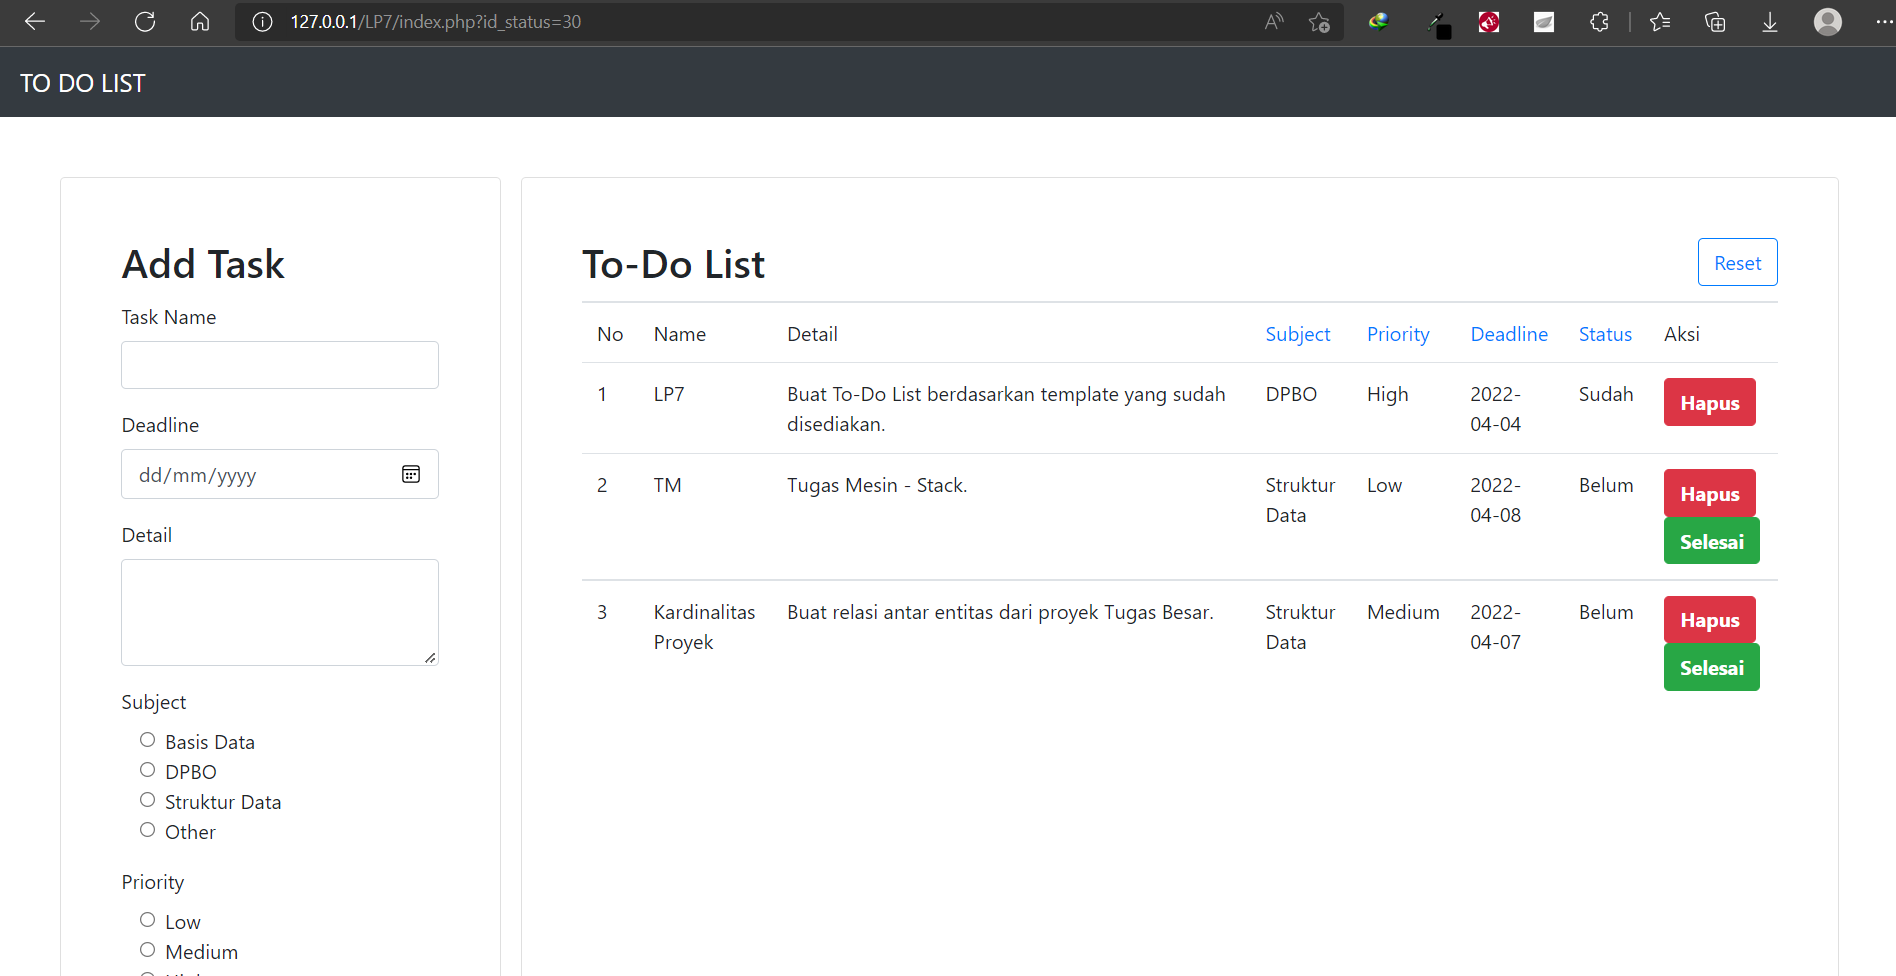 127.0.0.1/LP7/index.php?id_status=30
TO DO LIST
Add Task
Task Name
Deadline
dd/mm/yyyy
Detail
Subject
Basis Data
DPBO
Struktur Data
Other
Priority
Low
Medium
To-Do List
Reset
No Name Detail Subject Priority Deadline Status Aksi
1 LP7 Buat To-Do List berdasarkan template yang sudah DPBO High 2022- Sudah Hapus
disediakan. 04-04
2 TM Tugas Mesin - Stack. Struktur Low 2022- Belum Hapus
Data 04-08 Selesai
3 Kardinalitas Buat relasi antar entitas dari proyek Tugas Besar. Struktur Medium 2022- Belum Hapus
Proyek Data 04-07 Selesai